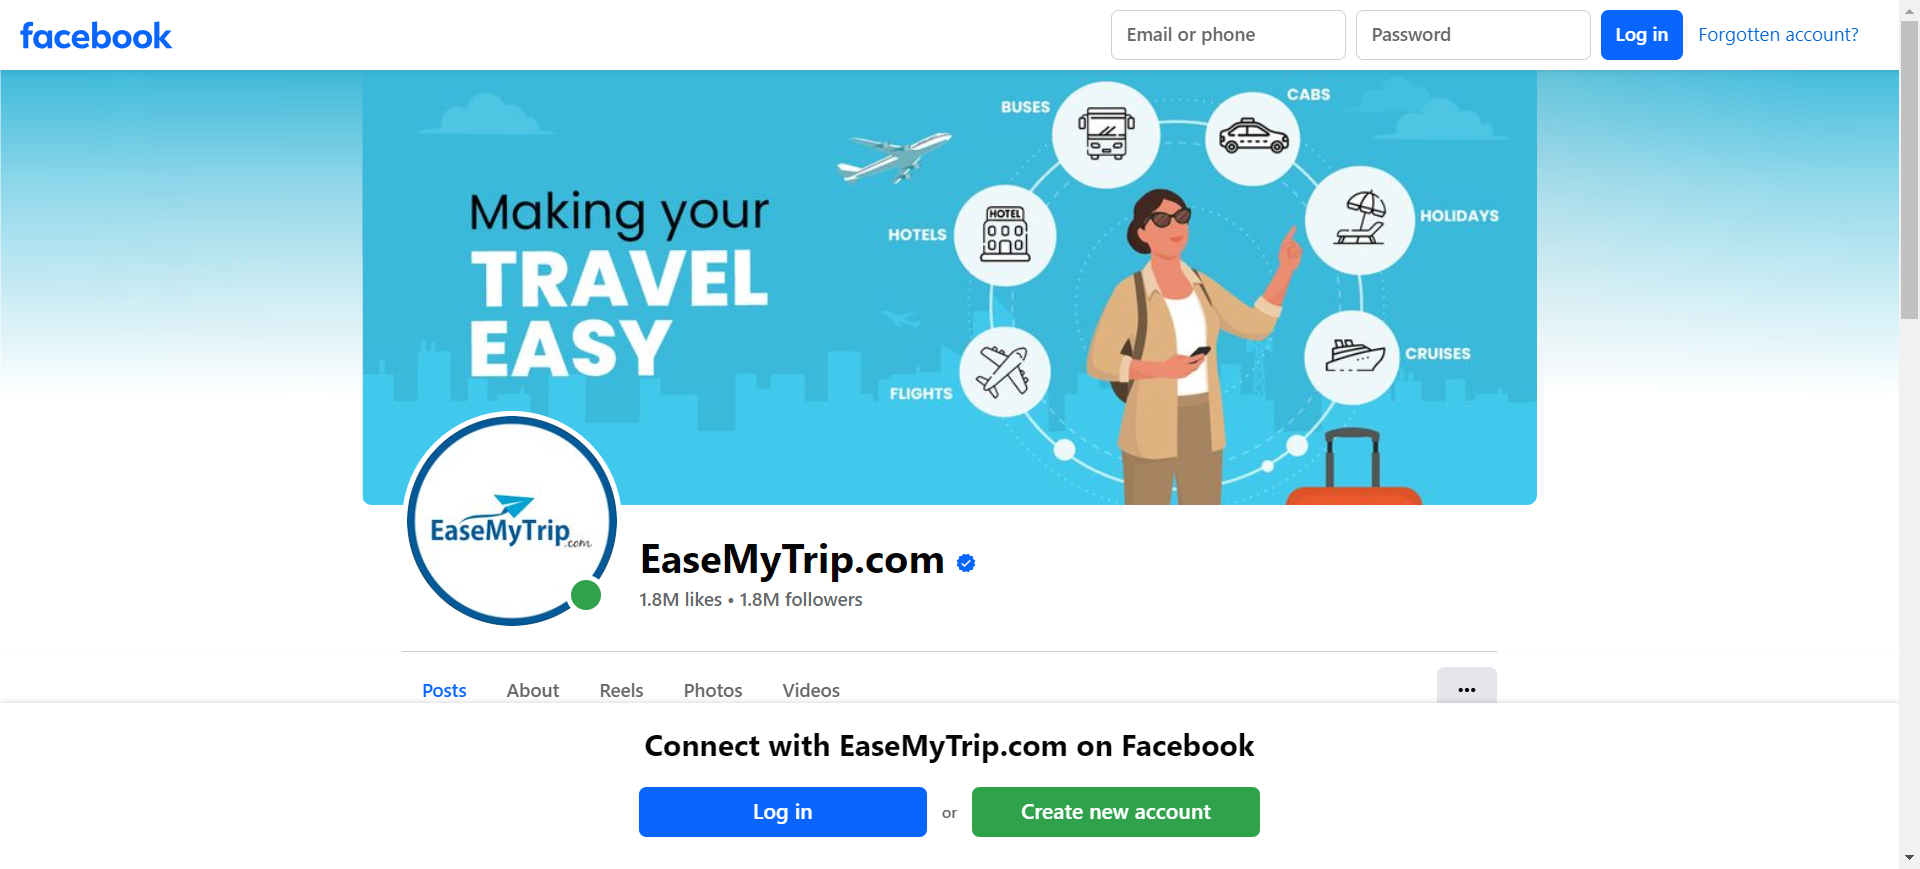 facebook
Email or phone
Password
Log in
Forgotten account?
Making your
TRAVEL
EASY
BUSES
CABS
HOTEL
HOTELS
HOLIDAYS
FLIGHTS
CRUISES
EaseMyTrip.com
EaseMyTrip.com
1.8M likes • 1.8M followers
Posts
About
Reels
Photos
Videos
Connect with EaseMyTrip.com on Facebook
Log in
or
Create new account